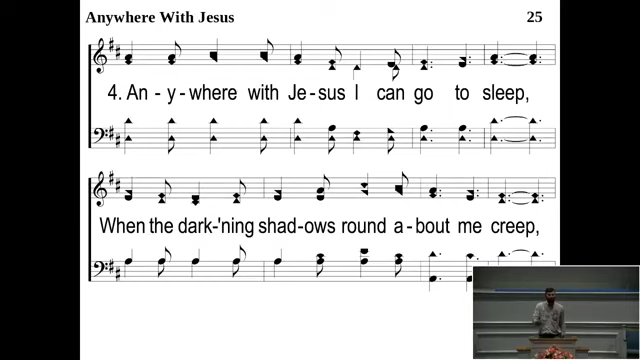 Anywhere With Jesus 25
4. An - y - where with Je - sus I can go to sleep,
When the dark-'ning shad-ows round a - bout me creep,